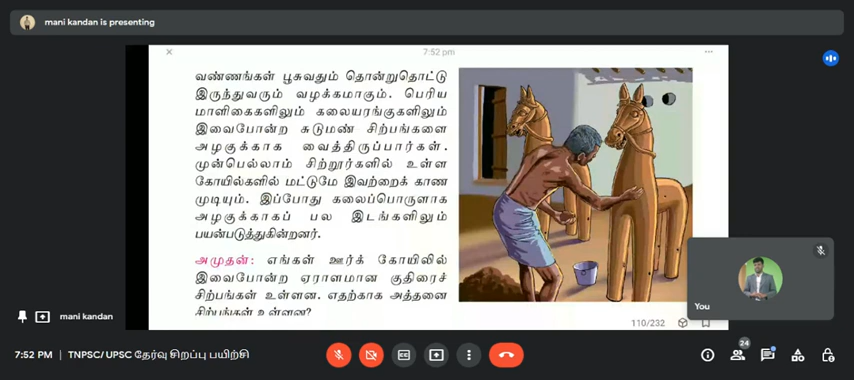 mani kandan is presenting
7:52 pm
வண்ணங்கள் பூசுவதும் தொன்றுதொட்டு
இருந்துவரும் வழக்கமாகும். பெரிய
மாளிகைகளிலும் கலையரங்குகளிலும்
இவைபோன்ற சுடுமண் சிற்பங்களை
அழகுக்காக வைத்திருப்பார்கள்.
முன்பெல்லாம் சிற்றூர்களில் உள்ள
கோயில்களில் மட்டுமே இவற்றைக் காண
முடியும். இப்போது கலைப்பொருளாக
அழகுக்காகப் பல இடங்களிலும்
பயன்படுத்துகின்றனர்.
அமுதன்: எங்கள் ஊர்க் கோயிலில்
இவைபோன்ற ஏராளமான குதிரைச்
சிற்பங்கள் உள்ளன. எதற்காக அத்தனை
சிற்பங்கள் உள்ளன?
110/232
You
mani kandan
7:52 PM | TNPSC/ UPSC தேர்வு சிறப்பு பயிற்சி
24